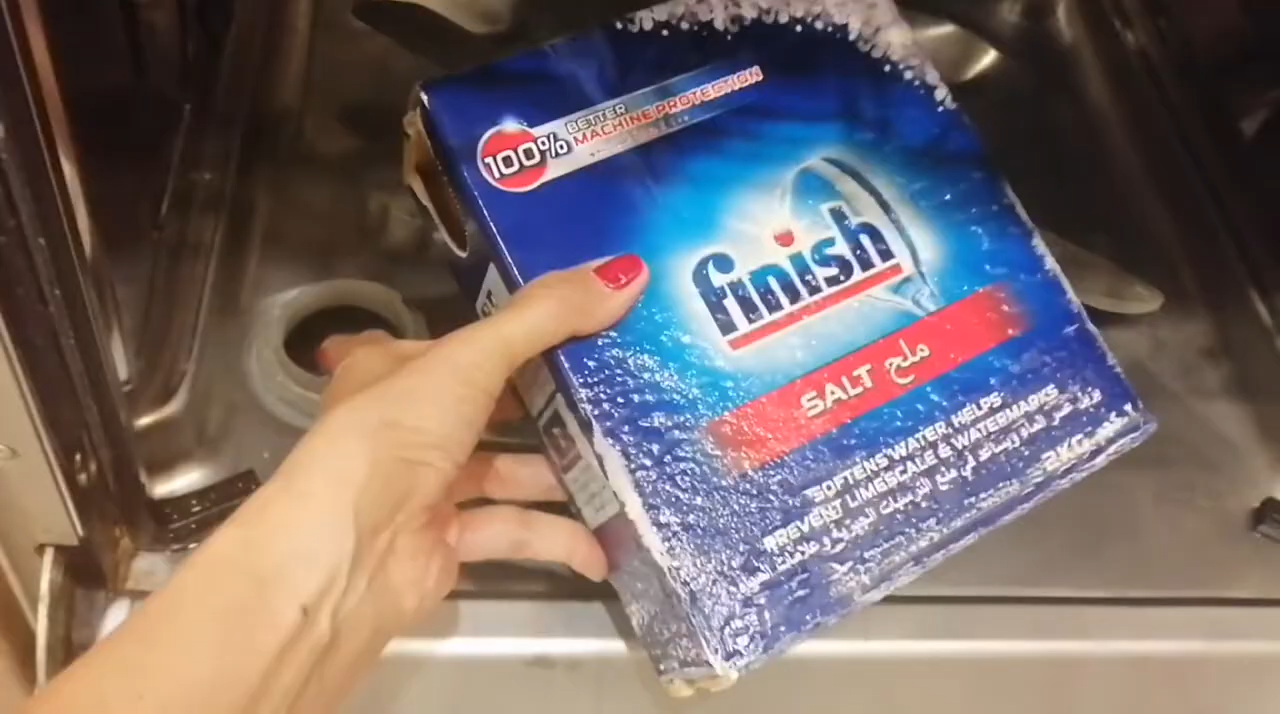 100% BETTER
MACHINE PROTECTION
finish
SALT ملح
SOFTENS WATER, HELPS
PREVENT LIMESCALE & WATERMARKS
2KG